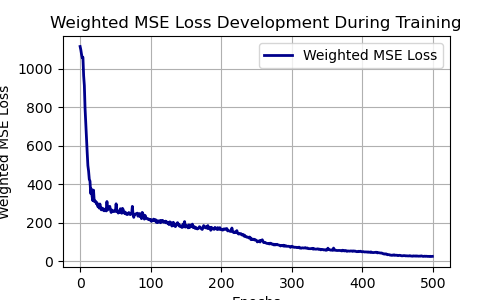 Weighted MSE Loss Development During Training
Weighted MSE Loss
1000
800
600
400
200
0
Weighted MSE Loss
0 100 200 300 400 500
Epochs